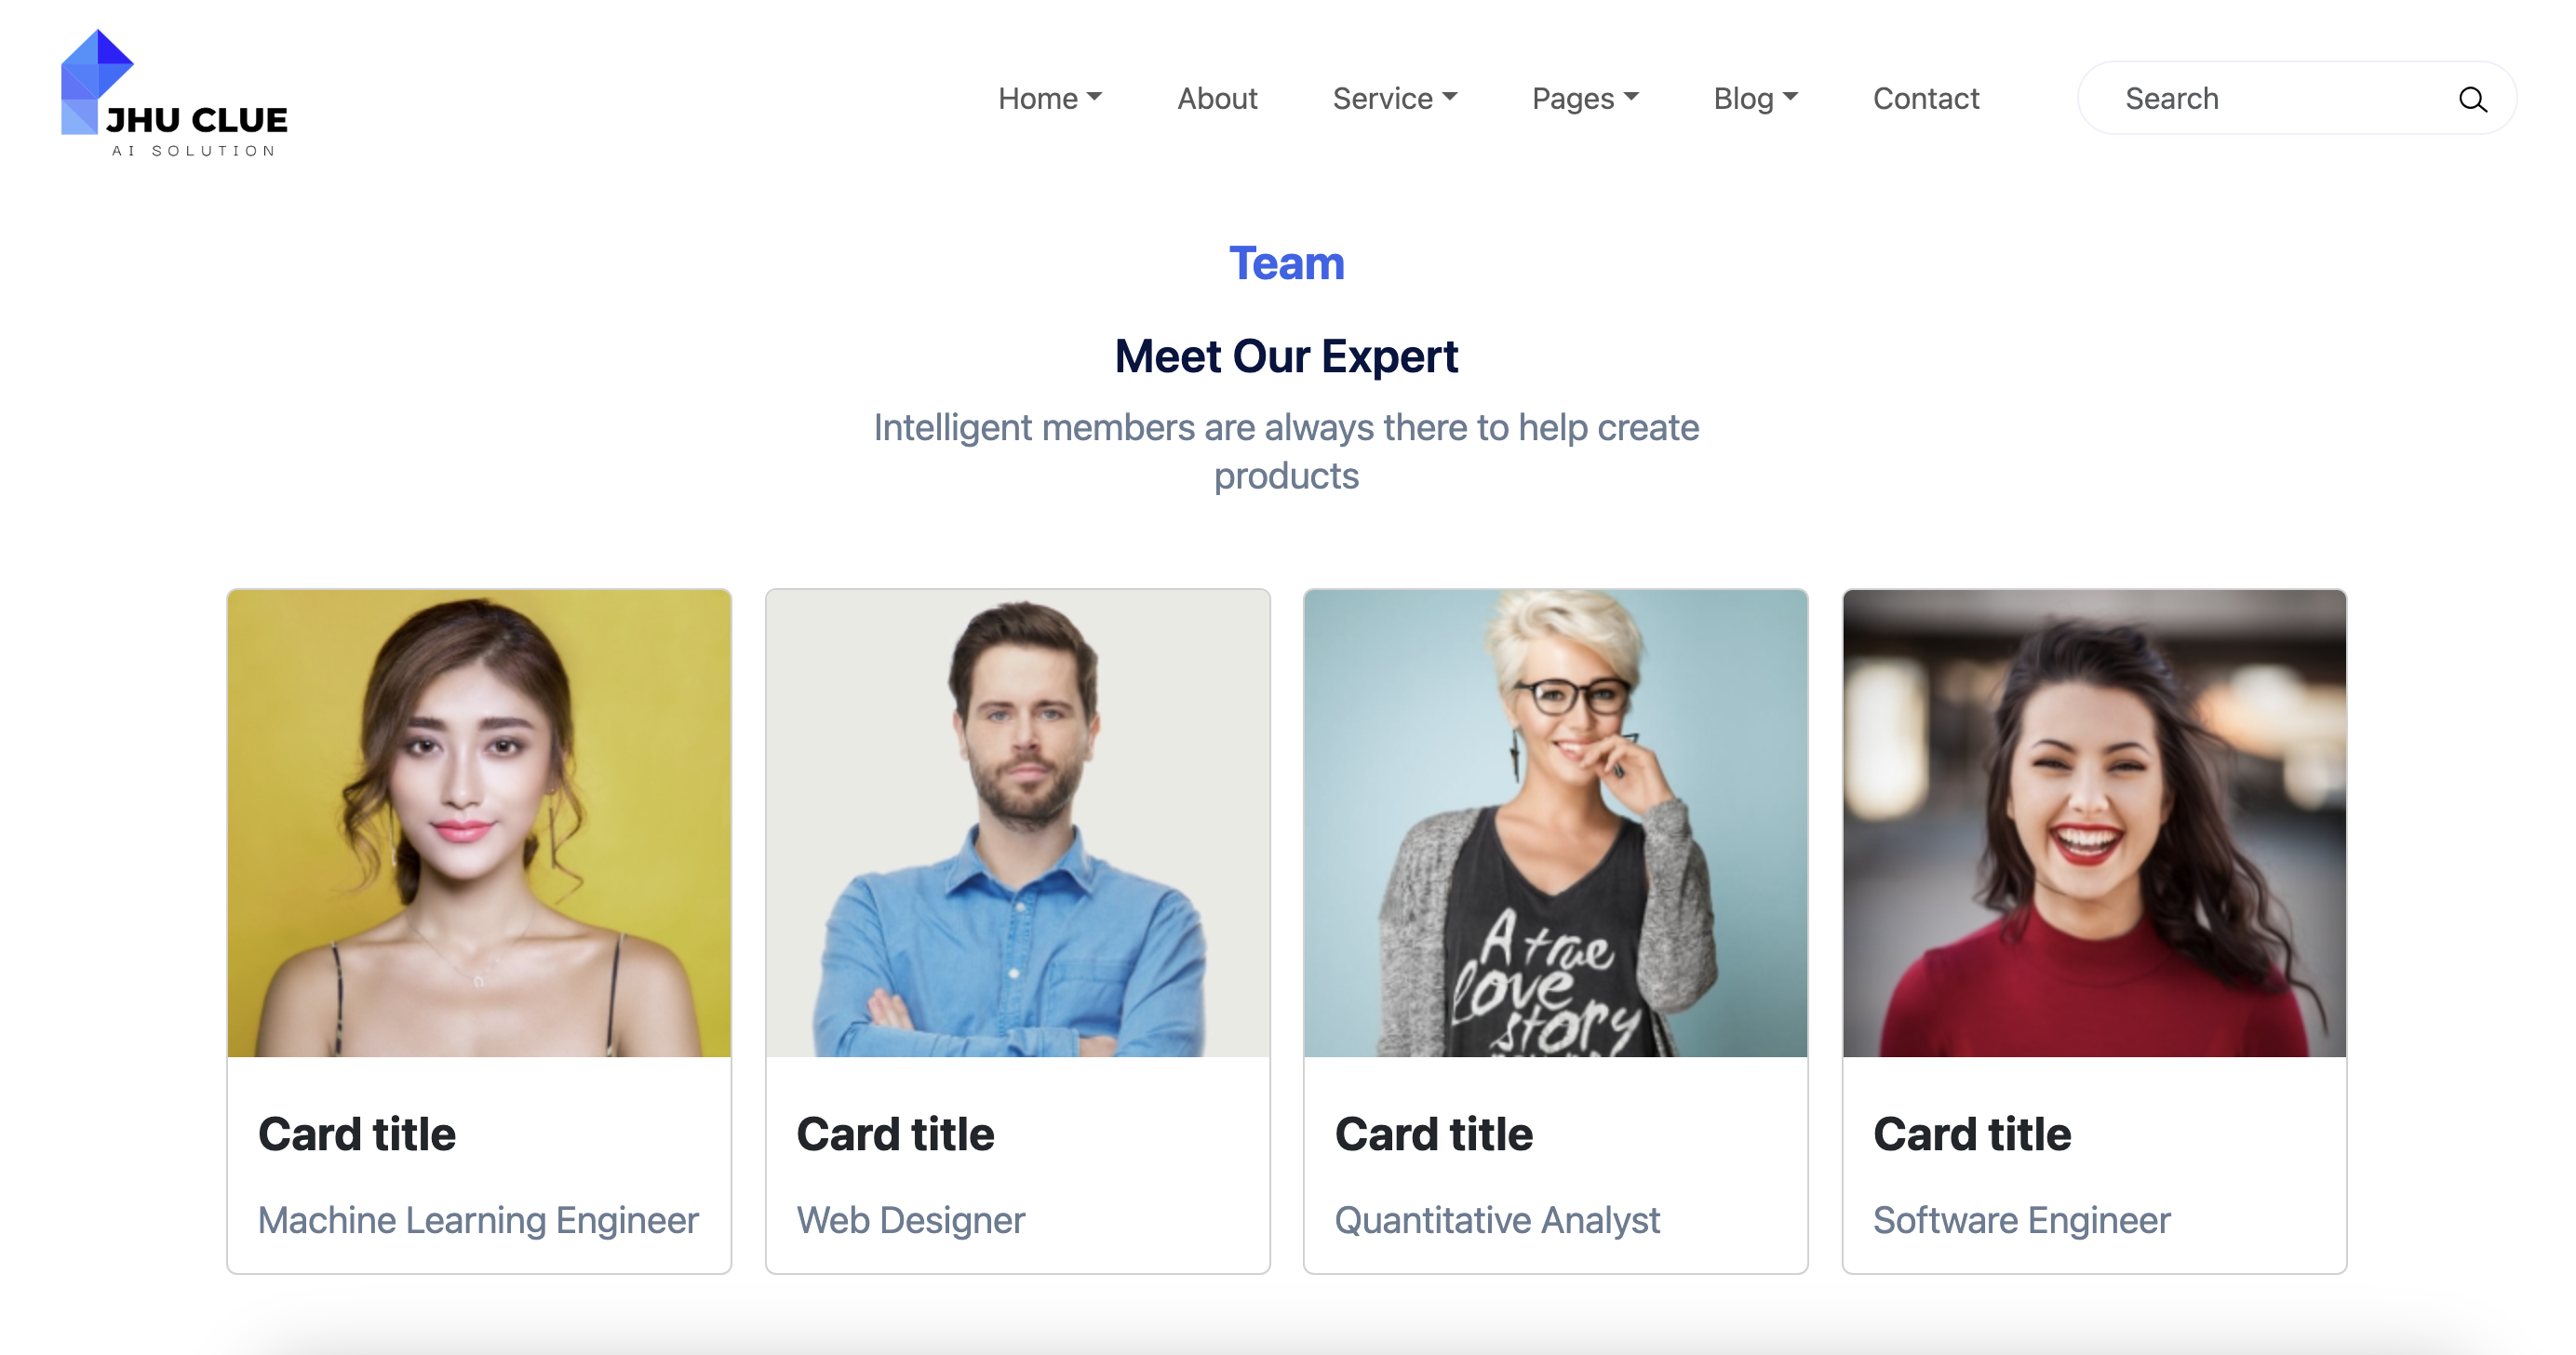 JHU CLUE
AI SOLUTION
Home
About
Service
Pages
Blog
Contact
Search
Team
Meet Our Expert
Intelligent members are always there to help create
products
A true
love
story
Card title
Machine Learning Engineer
Card title
Web Designer
Card title
Quantitative Analyst
Card title
Software Engineer